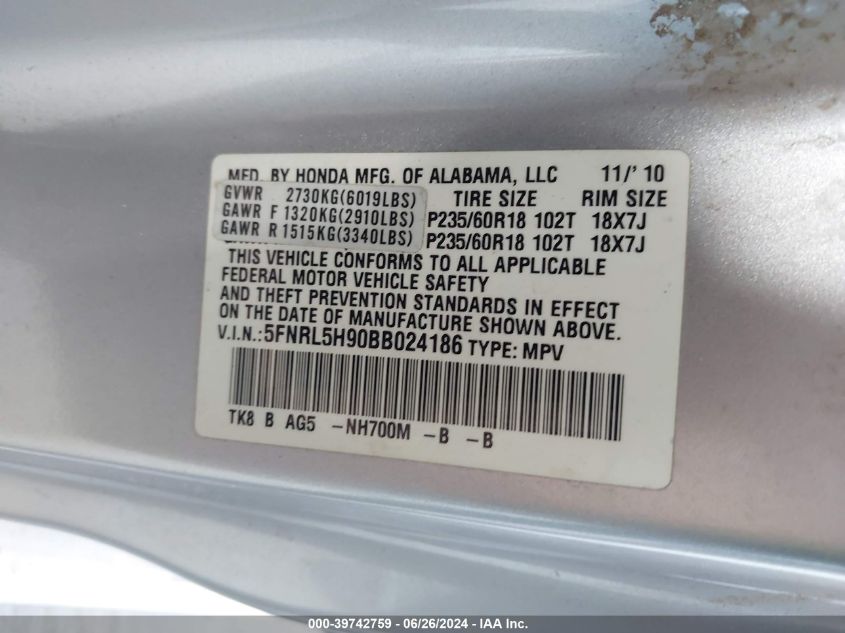 MFD. BY HONDA MFG. OF ALABAMA, LLC 11/' 10
GVWR 2730KG(6019LBS) TIRE SIZE RIM SIZE
GAWR F 1320KG(2910LBS) P235/60R18 102T 18X7J
GAWR R 1515KG(3340LBS) P235/60R18 102T 18X7J
THIS VEHICLE CONFORMS TO ALL APPLICABLE
FEDERAL MOTOR VEHICLE SAFETY
AND THEFT PREVENTION STANDARDS IN EFFECT
ON THE DATE OF MANUFACTURE SHOWN ABOVE.
V.I.N.: 5FNRL5H90BB024186 TYPE: MPV
TK8 B AG5 -NH700M -B -B
000-39742759 | 06/26/2024 | IAA Inc.